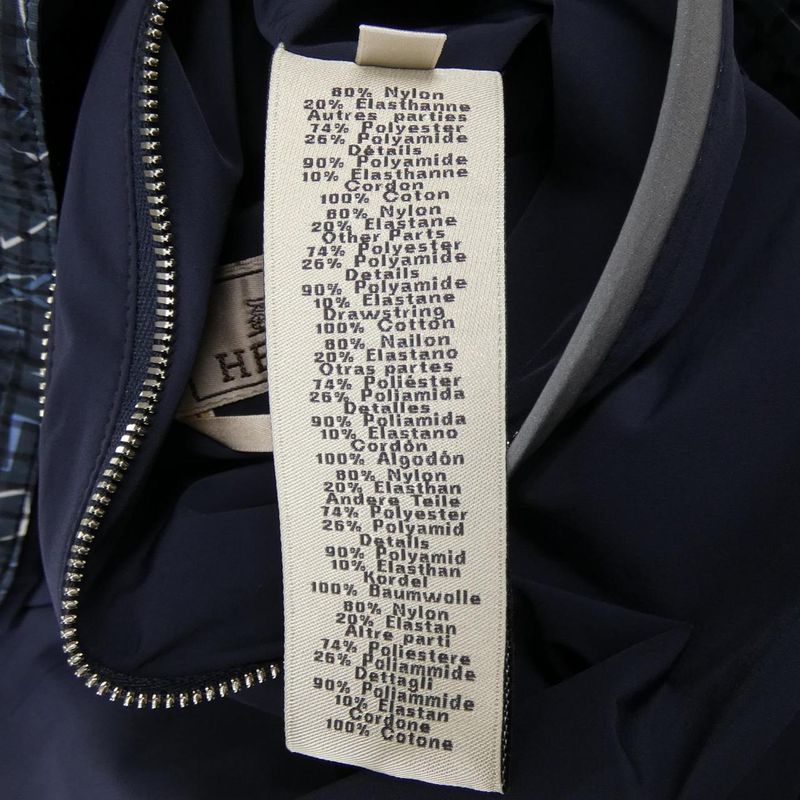 80% Nylon
20% Elasthanne
Autres parties
74% Polyester
26% Polyamide
Détails
90% Polyamide
10% Elasthanne
Cordon
100% Coton
80% Nylon
20% Elastane
Other Parts
74% Polyester
26% Polyamide
Details
90% Polyamide
10% Elastane
Drawstring
100% Cotton
80% Nailon
20% Elastano
Otras partes
74% Poliéster
26% Poliamida
Detalles
90% Poliamida
10% Elastano
Cordón
100% Algodón
80% Nylon
20% Elasthan
Andere Teile
74% Polyester
26% Polyamid
Details
90% Polyamid
10% Elasthan
Kordel
100% Baumwolle
80% Nylon
20% Elastan
Altre parti
74% Poliestere
26% Poliammide
Dettagli
90% Poliammide
10% Elastan
Cordone
100% Cotone
HE